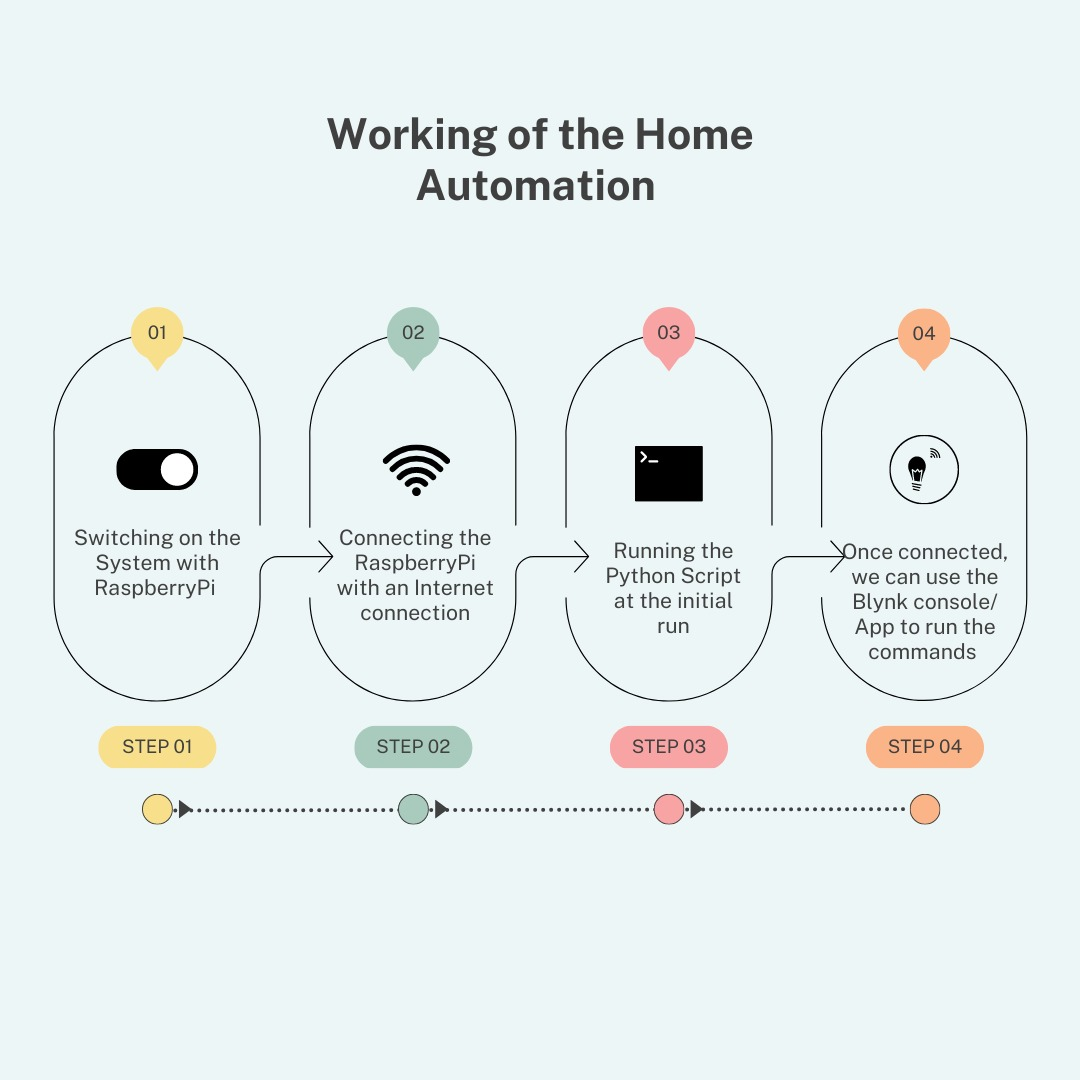 Working of the Home
Automation
01
Switching on the
System with
RaspberryPi
STEP 01
02
Connecting the
RaspberryPi
with an Internet
connection
STEP 02
03
>_
Running the
Python Script
at the initial
run
STEP 03
04
Once connected,
we can use the
Blynk console/
App to run the
commands
STEP 04